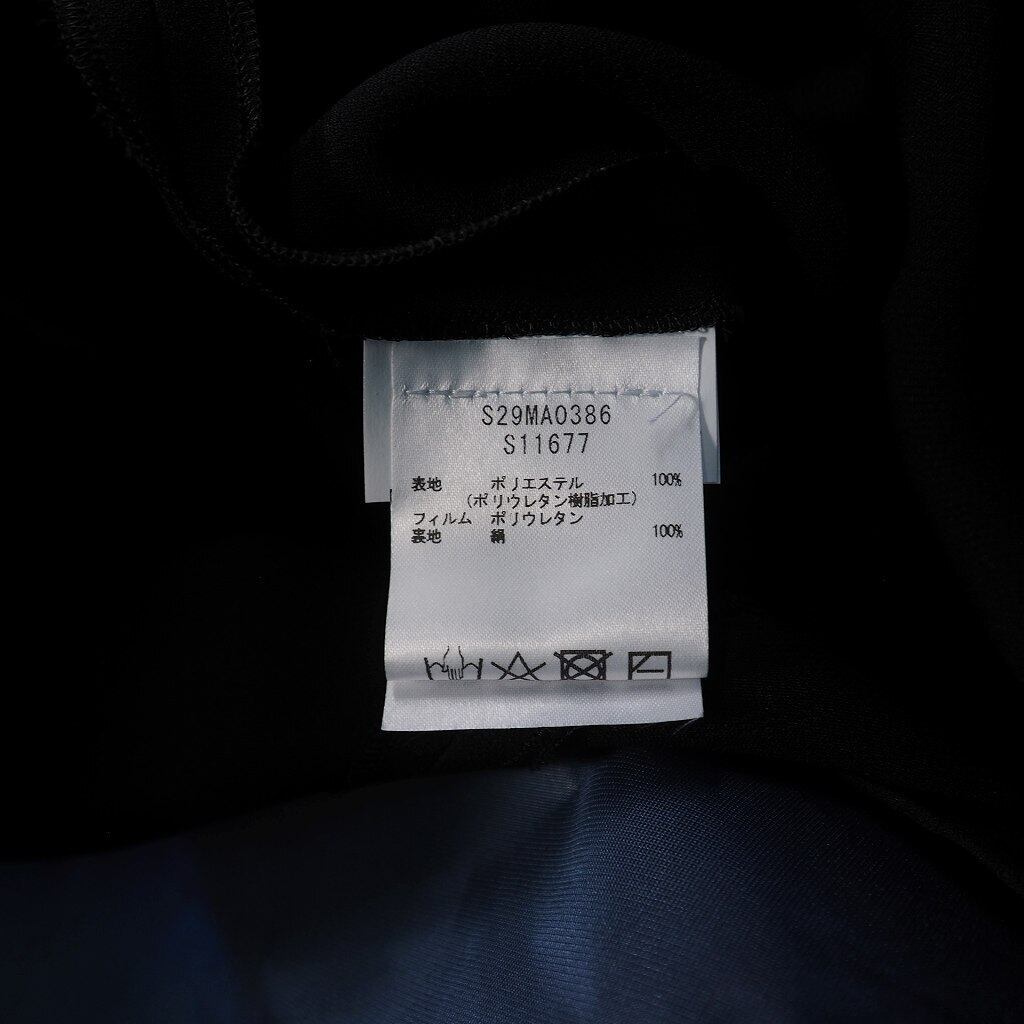 S29MA0386
S11677
表地 ポリエステル 100%
(ポリウレタン樹脂加工)
フィルム ポリウレタン
裏地 絹 100%